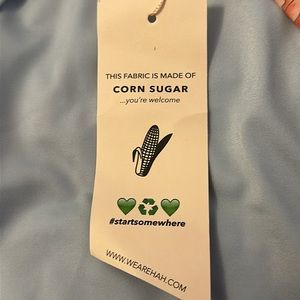 THIS FABRIC IS MADE OF
CORN SUGAR
...you're welcome
#startsomewhere
WWW.WEAREHAH.COM